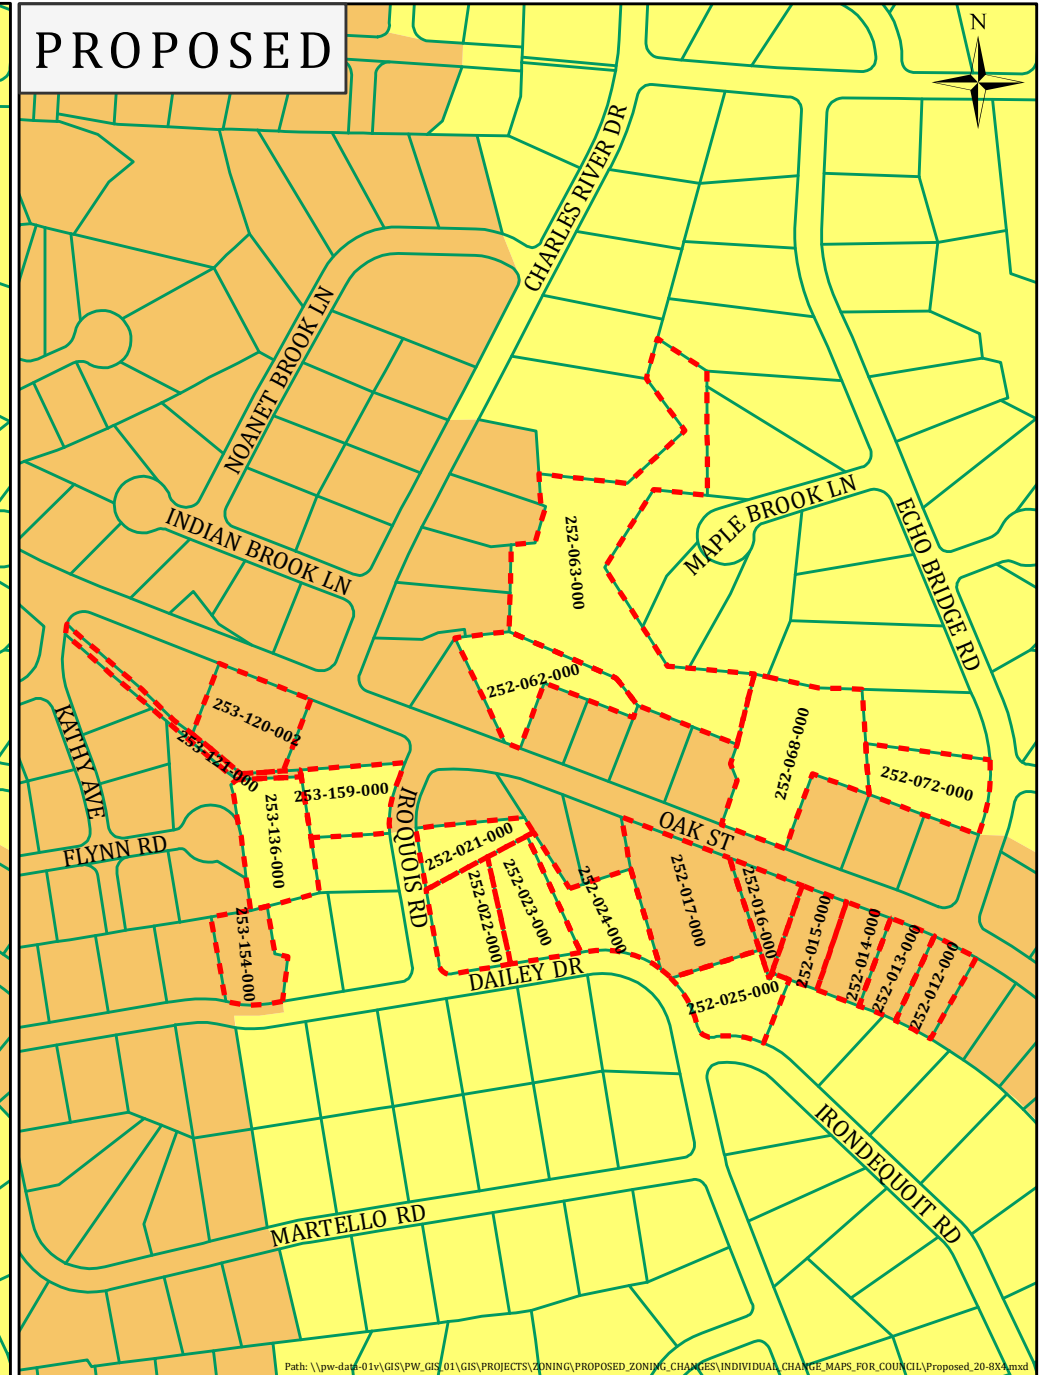 PROPOSED
N
CHARLES RIVER DR
NOANET BROOK LN
INDIAN BROOK LN
MAPLE BROOK LN
ECHO BRIDGE RD
252-063-000
252-062-000
252-068-000
252-072-000
253-120-002
253-121-000
KATHY AVE
253-159-000
253-136-000
FLYNN RD
IROQUOIS RD
OAK ST
252-021-000
252-022-000
252-023-000
252-024-000
252-017-000
252-016-000
252-015-000
252-014-000
252-013-000
252-012-000
253-154-000
DAILEY DR
252-025-000
IRONDEQUOIT RD
MARTELLO RD
Path: \\pw-data-01v\GIS\PW_GIS_01\GIS\PROJECTS\ZONING\PROPOSED_ZONING_CHANGES\INDIVIDUAL_CHANGE_MAPS_FOR_COUNCIL\Proposed_20-8X4.mxd